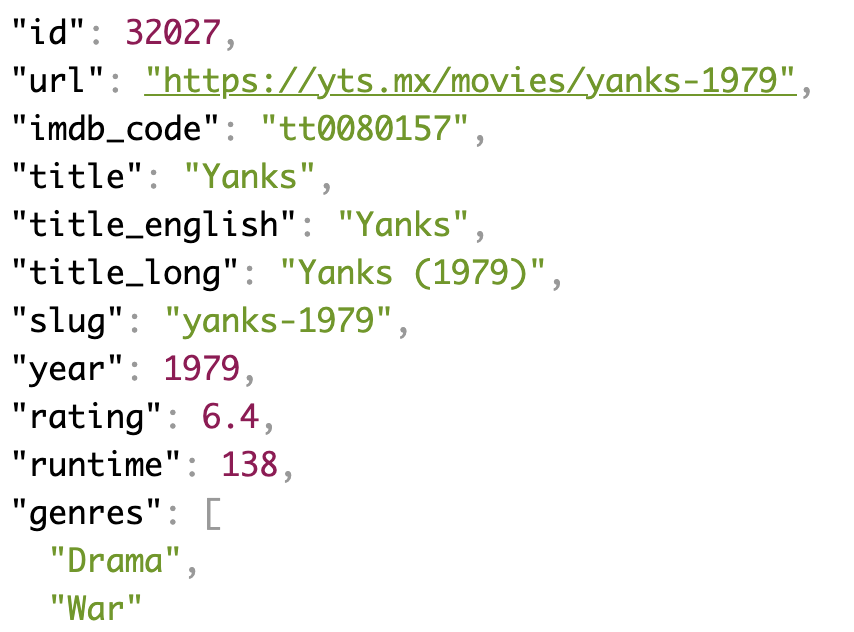 "id": 32027,
"url": "https://yts.mx/movies/yanks-1979",
"imdb_code": "tt0080157",
"title": "Yanks",
"title_english": "Yanks",
"title_long": "Yanks (1979)",
"slug": "yanks-1979",
"year": 1979,
"rating": 6.4,
"runtime": 138,
"genres": [
"Drama",
"War"